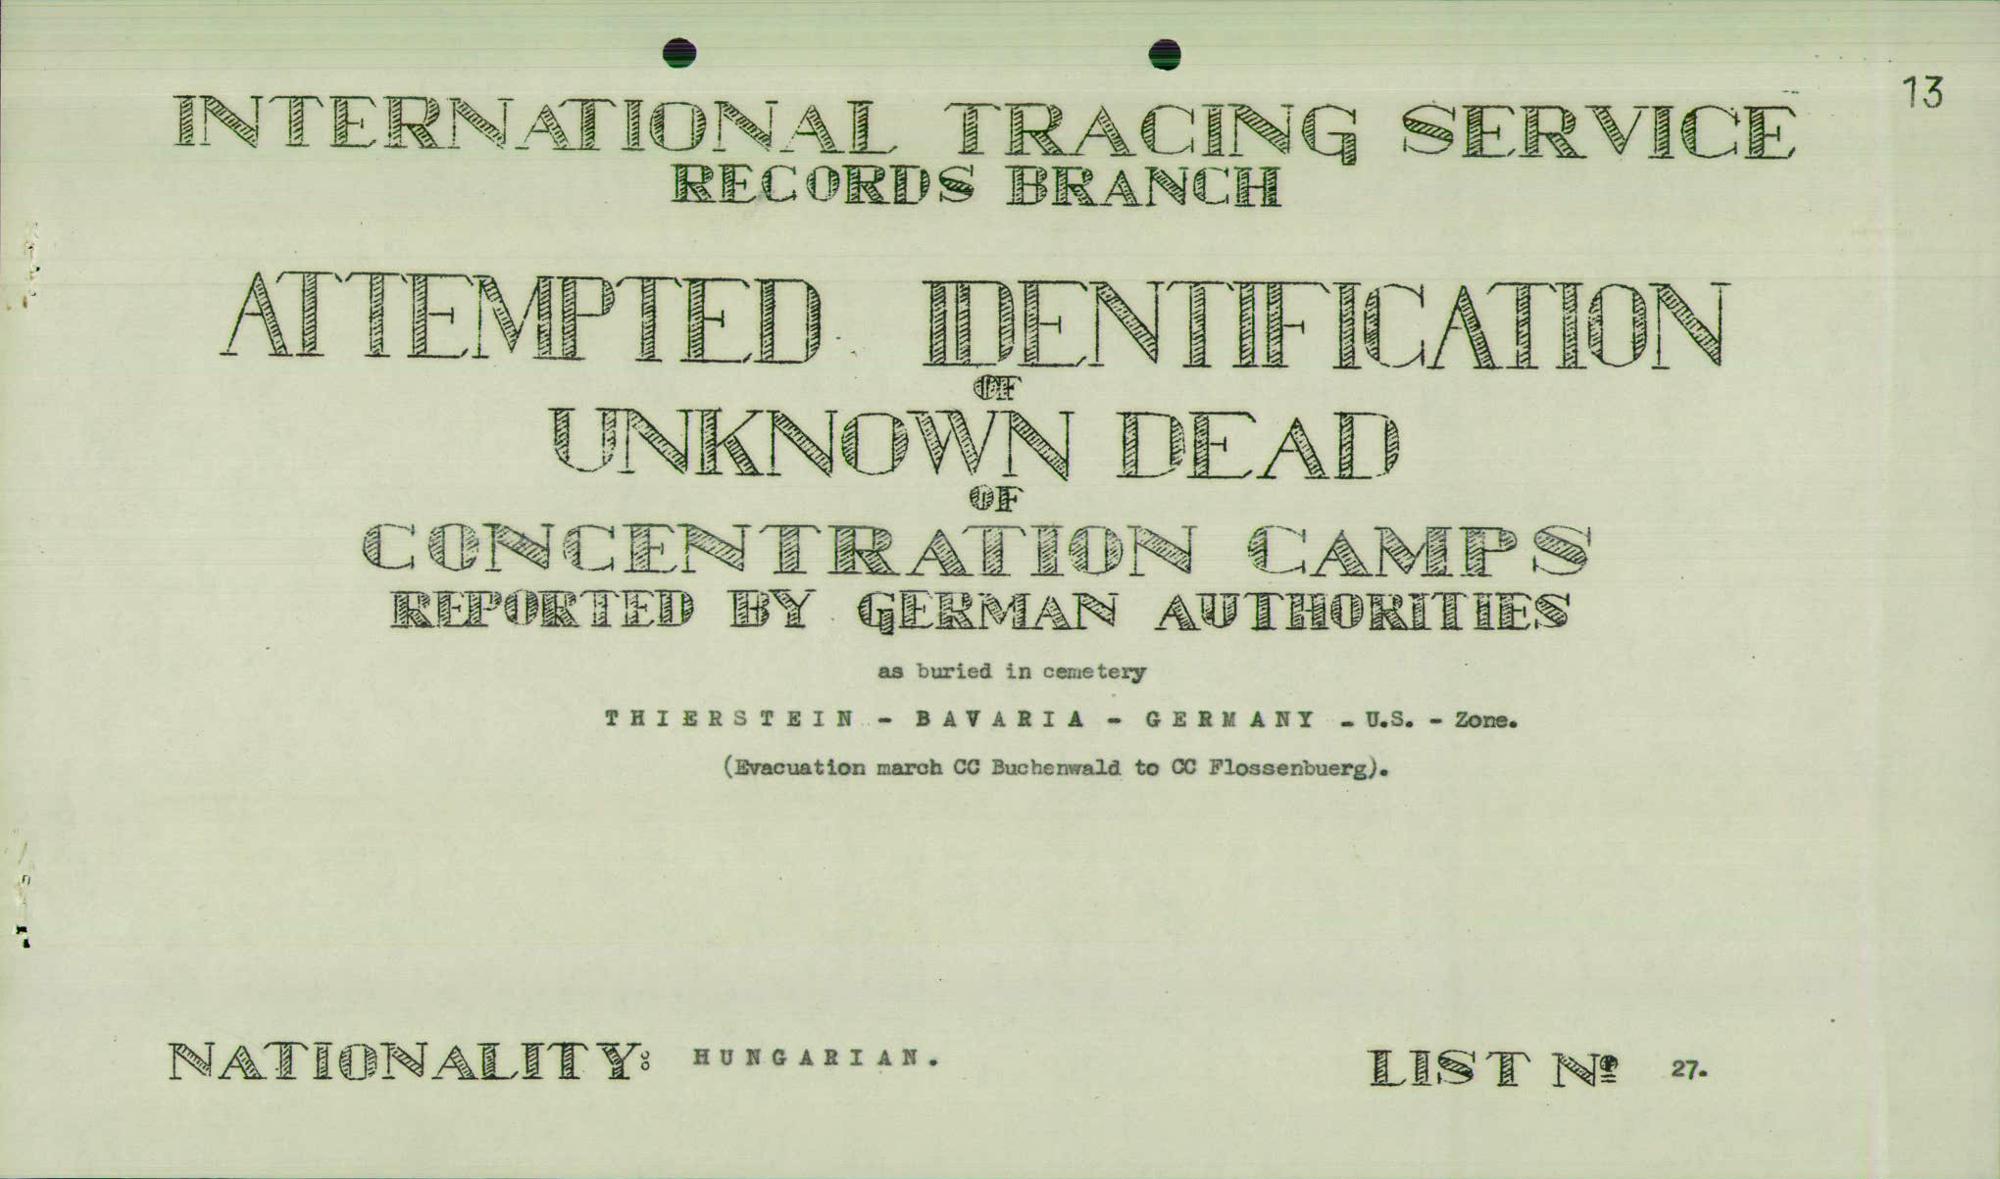 13
INTERNATIONAL TRACING SERVICE
RECORDS BRANCH
ATTEMPTED IDENTIFICATION
OF
UNKNOWN DEAD
OF
CONCENTRATION CAMPS
REPORTED BY GERMAN AUTHORITIES
as buried in cemetery
THIERSTEIN - BAVARIA - GERMANY - U.S. - Zone.
(Evacuation march CC Buchenwald to CC Flossenbuerg).
NATIONALITY: HUNGARIAN. LIST Nº 27.